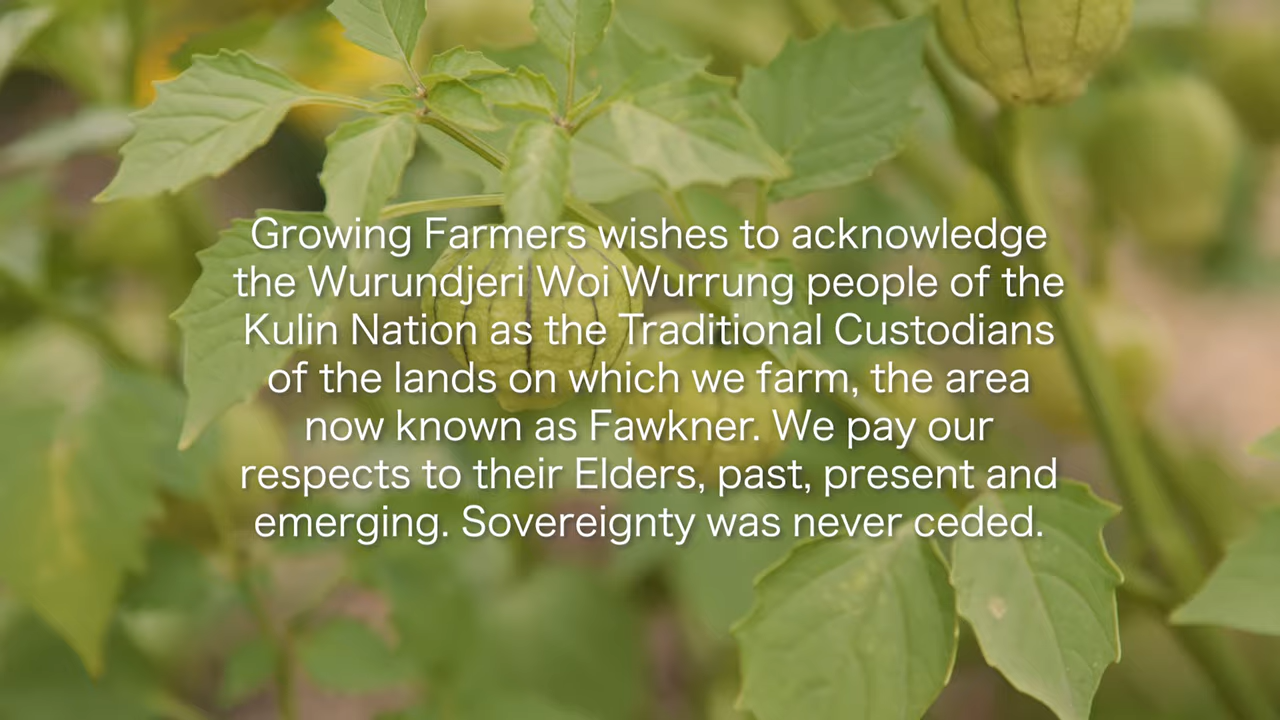 Growing Farmers wishes to acknowledge
the Wurundjeri Woi Wurrung people of the
Kulin Nation as the Traditional Custodians
of the lands on which we farm, the area
now known as Fawkner. We pay our
respects to their Elders, past, present and
emerging. Sovereignty was never ceded.